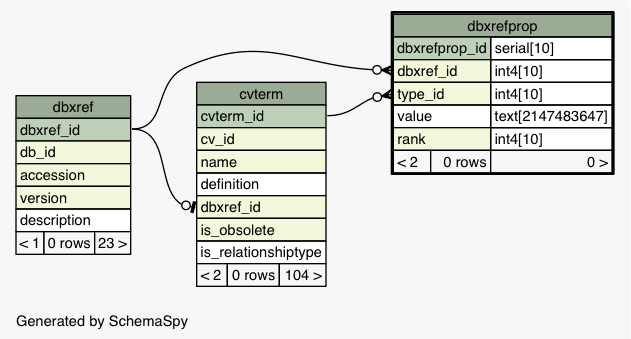 dbxrefprop
dbxrefprop_id serial[10]
dbxref_id int4[10]
type_id int4[10]
value text[2147483647]
rank int4[10]
< 2 0 rows 0 >
cvterm
cvterm_id
cv_id
name
definition
dbxref_id
is_obsolete
is_relationshiptype
< 2 0 rows 104 >
dbxref
dbxref_id
db_id
accession
version
description
< 1 0 rows 23 >
Generated by SchemaSpy